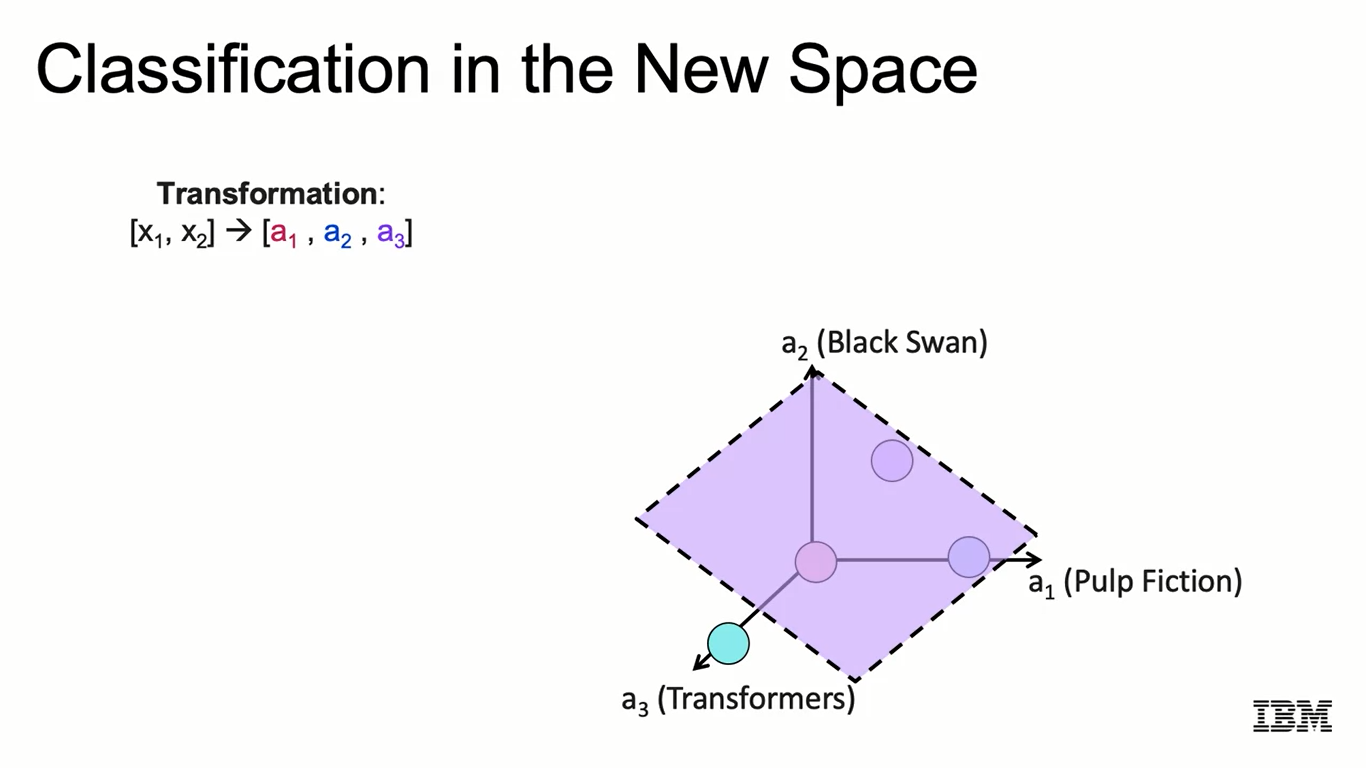 Classification in the New Space
Transformation:
[x₁, x₂] → [a₁ , a₂ , a₃]
a₂ (Black Swan)
a₁ (Pulp Fiction)
a₃ (Transformers)
IBM